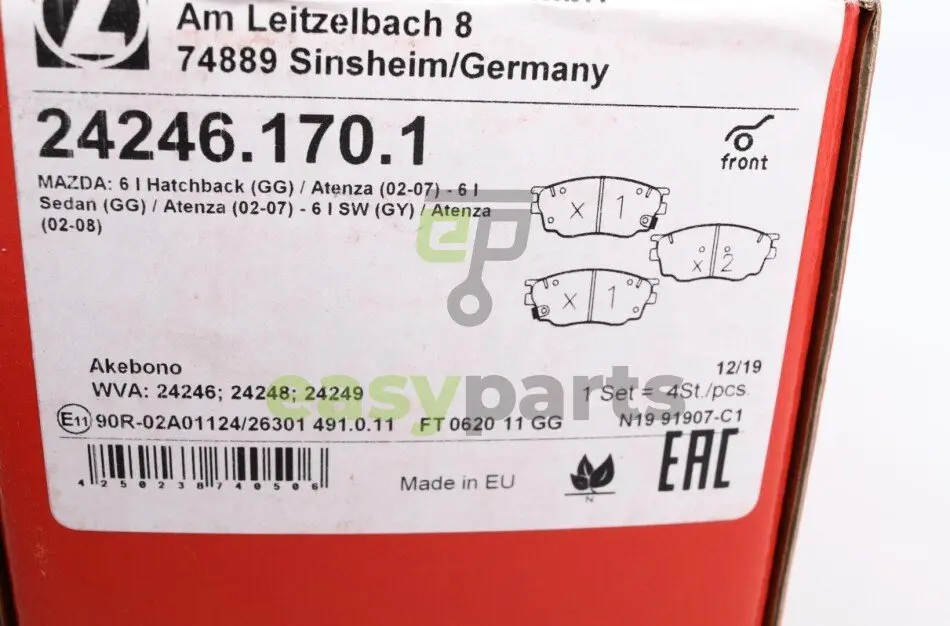 Am Leitzelbach 8
74889 Sinsheim/Germany
24246.170.1
front
MAZDA: 6 I Hatchback (GG) / Atenza (02-07) - 6 I
Sedan (GG) / Atenza (02-07) - 6 I SW (GY) / Atenza
(02-08)
x 1
x 2
x 1
ep
easyparts
Akebono
12/19
WVA: 24246; 24248; 24249
1 Set = 4St./pcs.
E11 90R-02A01124/26301 491.0.11 FT 0620 11 GG
N19 91907-C1
4250238740506
Made in EU
N
EAC